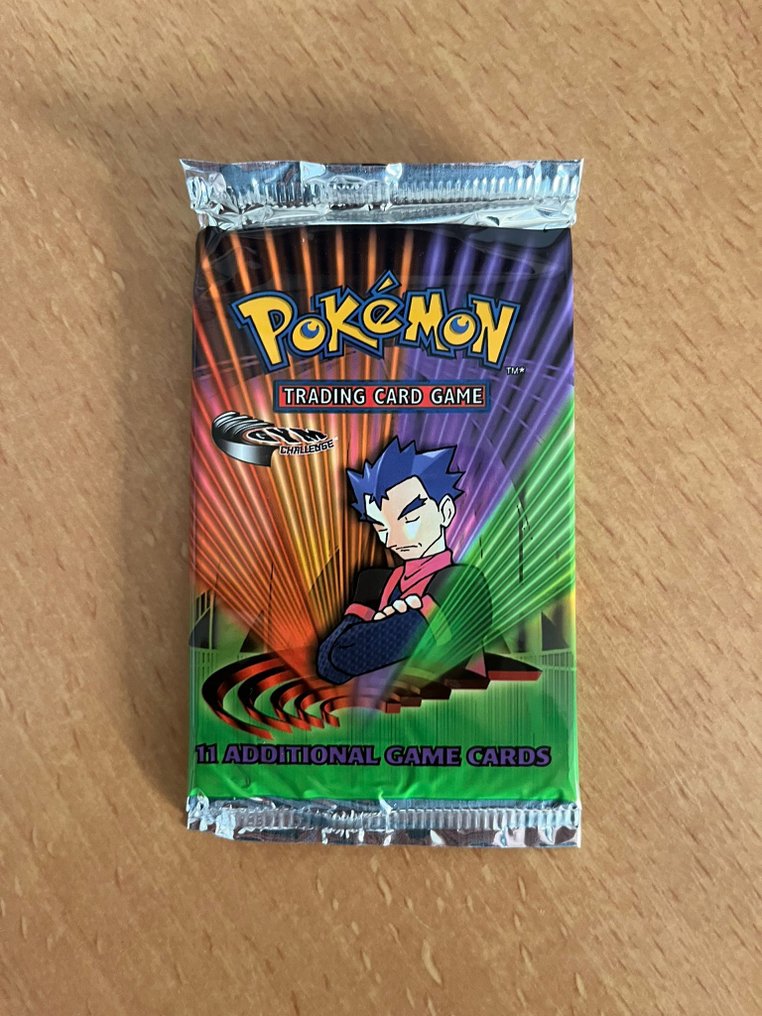 POKéMON
TM*
TRADING CARD GAME
GYM
CHALLENGE
11 ADDITIONAL GAME CARDS